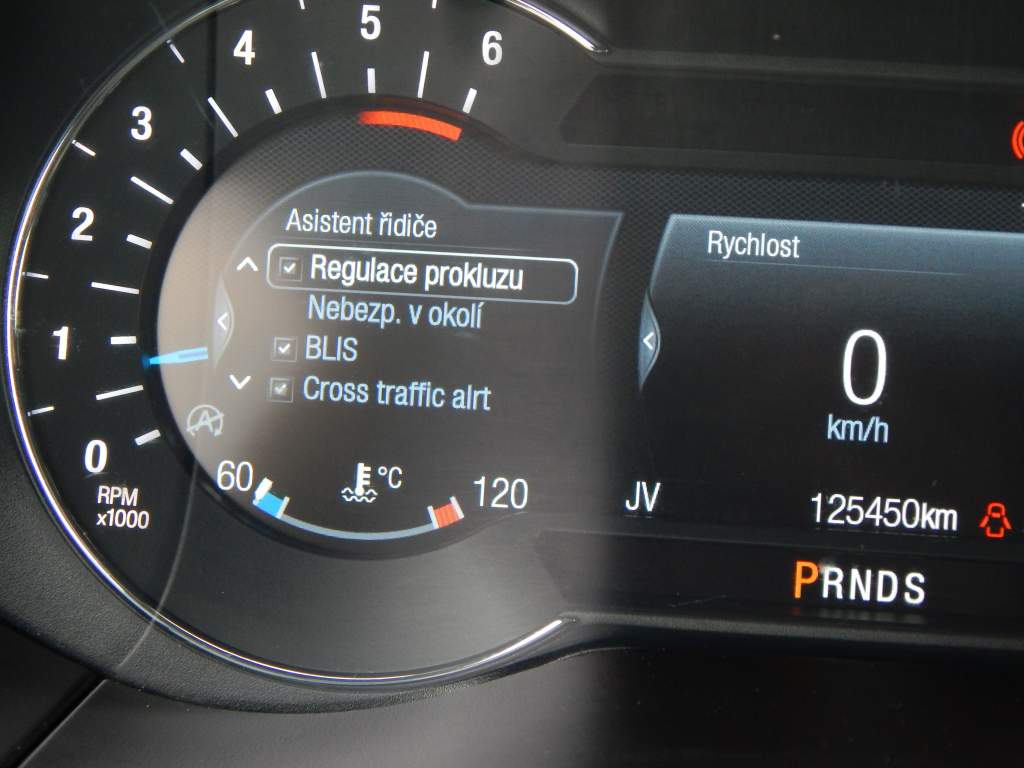 5
4
6
3
2
1
0
RPM
x1000
Asistent řidiče
Regulace prokluzu
Nebezp. v okolí
BLIS
Cross traffic alrt
60
°C
120
Rychlost
0
km/h
JV
125450km
PRNDS